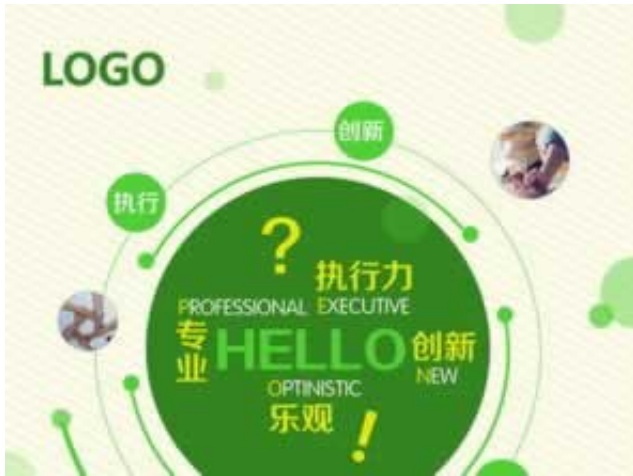 LOGO
创新
执行
?
执行力
PROFESSIONAL EXECUTIVE
专业
HELLO
创新
NEW
OPTINISTIC
乐观
!